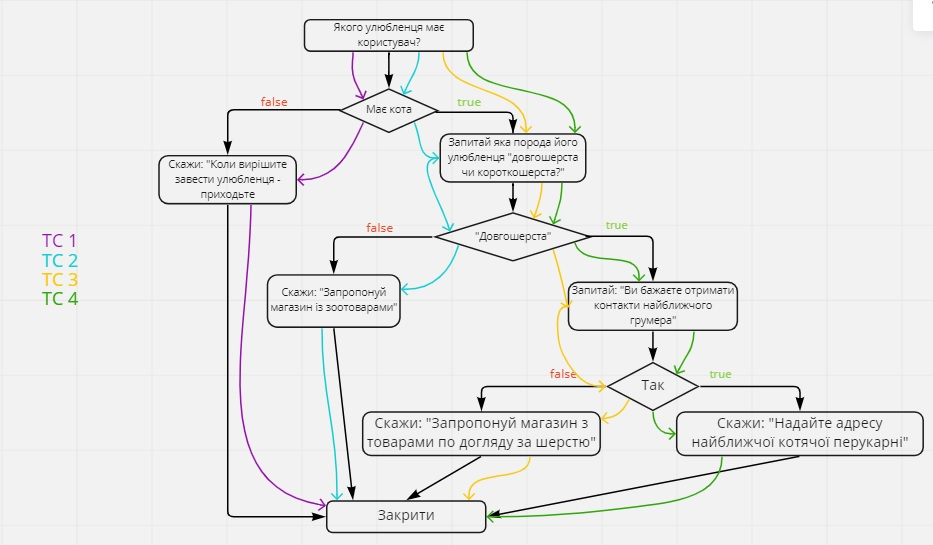 Якого улюбленця має
користувач?
Має кота
false
true
Запитай яка порода його
улюбленця "довгошерста
чи короткошерста?"
Скажи: "Коли вирішите
завести улюбленця -
приходьте
"Довгошерста"
false
true
TC 1
TC 2
TC 3
TC 4
Скажи: "Запропонуй
магазин із зоотоварами"
Запитай: "Ви бажаєте отримати
контакти найближчого
грумера"
Так
false
true
Скажи: "Запропонуй магазин з
товарами по догляду за шерстю"
Скажи: "Надайте адресу
найближчої котячої перукарні"
Закрити